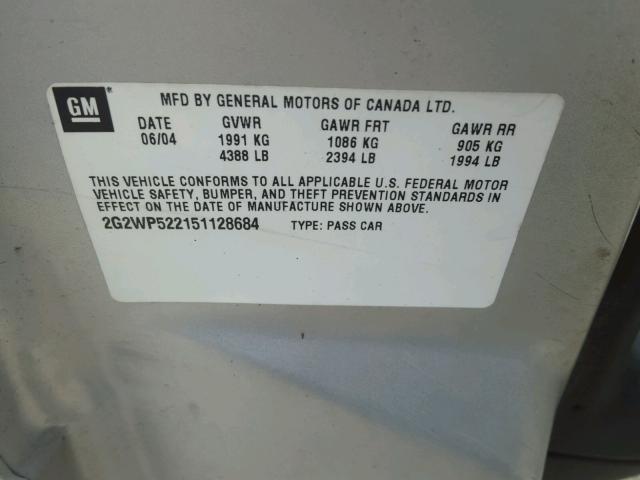 GM ®
MFD BY GENERAL MOTORS OF CANADA LTD.
DATE GVWR GAWR FRT GAWR RR
06/04 1991 KG 1086 KG 905 KG
4388 LB 2394 LB 1994 LB
THIS VEHICLE CONFORMS TO ALL APPLICABLE U.S. FEDERAL MOTOR
VEHICLE SAFETY, BUMPER, AND THEFT PREVENTION STANDARDS IN
EFFECT ON THE DATE OF MANUFACTURE SHOWN ABOVE.
2G2WP522151128684 TYPE: PASS CAR